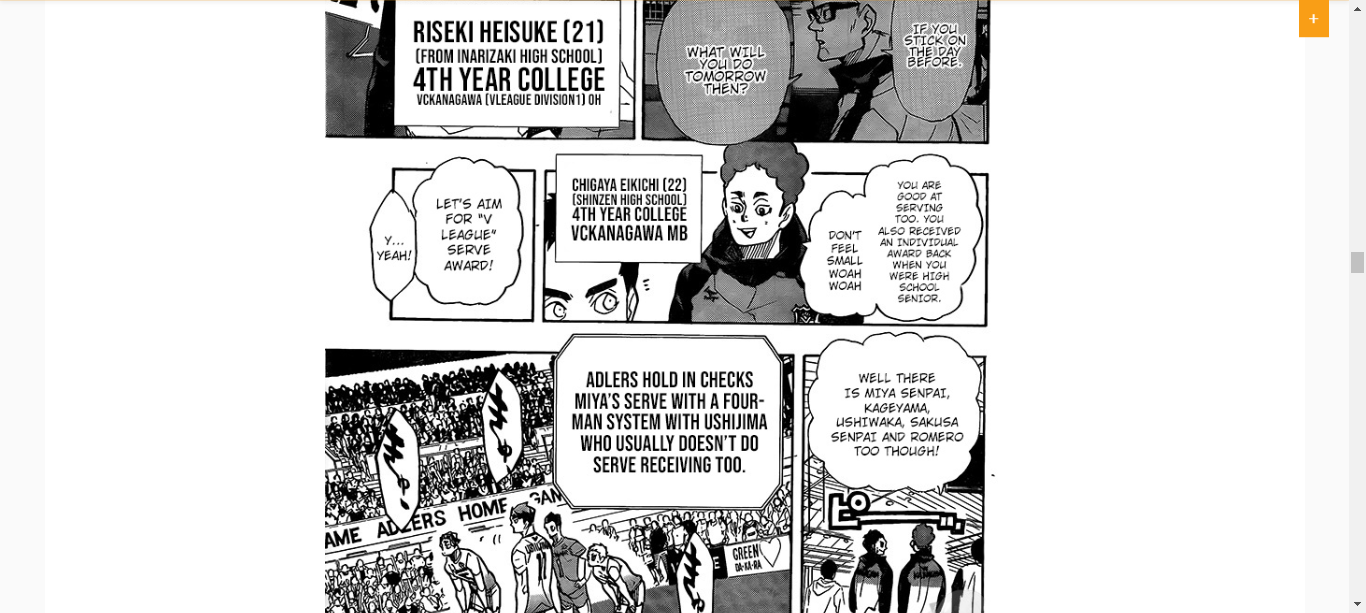 +
IF YOU
STICK ON
THE DAY
BEFORE.
WHAT WILL
YOU DO
TOMORROW
THEN?
RISEKI HEISUKE (21)
(FROM INARIZAKI HIGH SCHOOL)
4TH YEAR COLLEGE
VCKANAGAWA (VLEAGUE DIVISION1) OH
YOU ARE
GOOD AT
SERVING
TOO. YOU
ALSO RECEIVED
AN INDIVIDUAL
AWARD BACK
WHEN YOU
WERE HIGH
SCHOOL
SENIOR.
DON'T
FEEL
SMALL
WOAH
WOAH
CHIGAYA EIKICHI (22)
(SHINZEN HIGH SCHOOL)
4TH YEAR COLLEGE
VCKANAGAWA MB
LET'S AIM
FOR "V
LEAGUE"
SERVE
AWARD!
Y...
YEAH!
WELL THERE
IS MIYA SENPAI,
KAGEYAMA,
USHIWAKA, SAKUSA
SENPAI AND ROMERO
TOO THOUGH!
ADLERS HOLD IN CHECKS
MIYA'S SERVE WITH A FOUR-
MAN SYSTEM WITH USHIJIMA
WHO USUALLY DOESN'T DO
SERVE RECEIVING TOO.
AME ADLERS HOME GAM
11
E
GREEN
DA·KA·RA